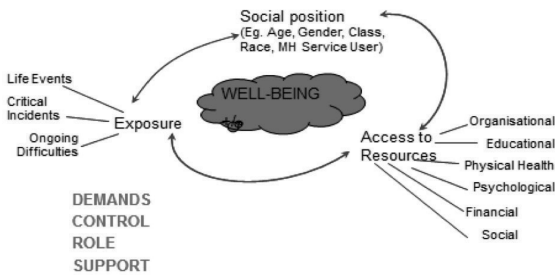 Social position
(Eg. Age, Gender, Class,
Race, MH Service User)
Life Events
Critical
Incidents
Ongoing
Difficulties
Exposure
WELL-BEING
Access to
Resources
Organisational
Educational
Physical Health
Psychological
Financial
Social
DEMANDS
CONTROL
ROLE
SUPPORT